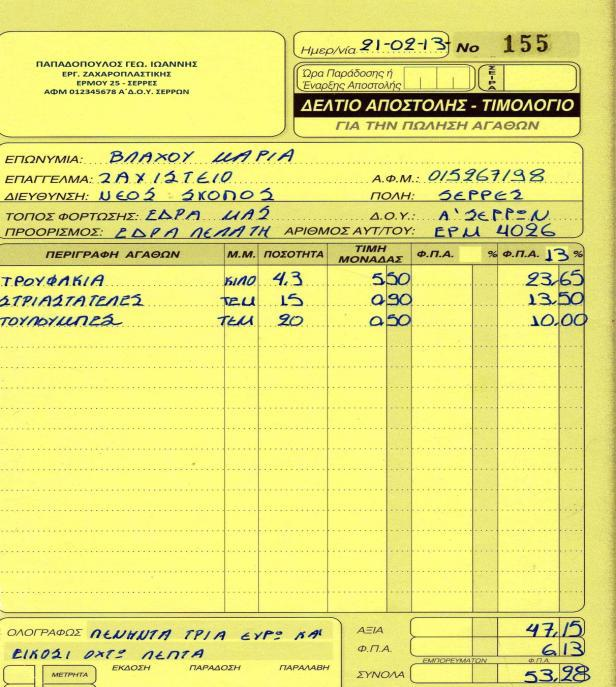 Ημερ/νία 21-02-13 No 155
ΠΑΠΑΔΟΠΟΥΛΟΣ ΓΕΩ. ΙΩΑΝΝΗΣ
ΕΡΓ. ΖΑΧΑΡΟΠΛΑΣΤΙΚΗΣ
ΕΡΜΟΥ 25 - ΣΕΡΡΕΣ
ΑΦΜ 012345678 Α΄Δ.Ο.Υ. ΣΕΡΡΩΝ
Ώρα Παράδοσης ή
Έναρξης Αποστολής
ΣΕΙΡΑ
ΔΕΛΤΙΟ ΑΠΟΣΤΟΛΗΣ - ΤΙΜΟΛΟΓΙΟ
ΓΙΑ ΤΗΝ ΠΩΛΗΣΗ ΑΓΑΘΩΝ
ΕΠΩΝΥΜΙΑ: ΒΛΑΧΟΥ ΜΑΡΙΑ
ΕΠΑΓΓΕΛΜΑ: ΖΑΧ/ΣΤΕΙΟ Α.Φ.Μ.: 015267198
ΔΙΕΥΘΥΝΣΗ: ΝΕΟΣ ΣΚΟΠΟΣ ΠΟΛΗ: ΣΕΡΡΕΣ
ΤΟΠΟΣ ΦΟΡΤΩΣΗΣ: ΕΔΡΑ ΜΑΣ Δ.Ο.Υ.: Α' ΣΕΡΡΩΝ
ΠΡΟΟΡΙΣΜΟΣ: ΕΔΡΑ ΠΕΛΑΤΗ ΑΡΙΘΜΟΣ ΑΥΤ/ΤΟΥ: ΕΡΜ 4026
ΠΕΡΙΓΡΑΦΗ ΑΓΑΘΩΝ Μ.Μ. ΠΟΣΟΤΗΤΑ ΤΙΜΗ ΜΟΝΑΔΑΣ Φ.Π.Α. % Φ.Π.Α. 13 %
ΤΡΟΥΦΑΚΙΑ ΚΙΛΟ 4,3 5,50 23,65
ΣΤΡΙΑΣΤΑΤΕΛΕΣ ΤΕΜ 15 0,90 13,50
ΤΟΥΛΟΥΜΠΕΣ ΤΕΜ 20 0,50 10,00
ΟΛΟΓΡΑΦΩΣ ΠΕΝΗΝΤΑ ΤΡΙΑ ΕΥΡΩ ΚΑΙ ΑΞΙΑ 47,15
ΕΙΚΟΣΙ ΟΧΤΩ ΛΕΠΤΑ Φ.Π.Α. 6,13
ΜΕΤΡΗΤΑ ΕΚΔΟΣΗ ΠΑΡΑΔΟΣΗ ΠΑΡΑΛΑΒΗ ΕΜΠΟΡΕΥΜΑΤΩΝ Φ.Π.Α.
ΣΥΝΟΛΑ 53,28